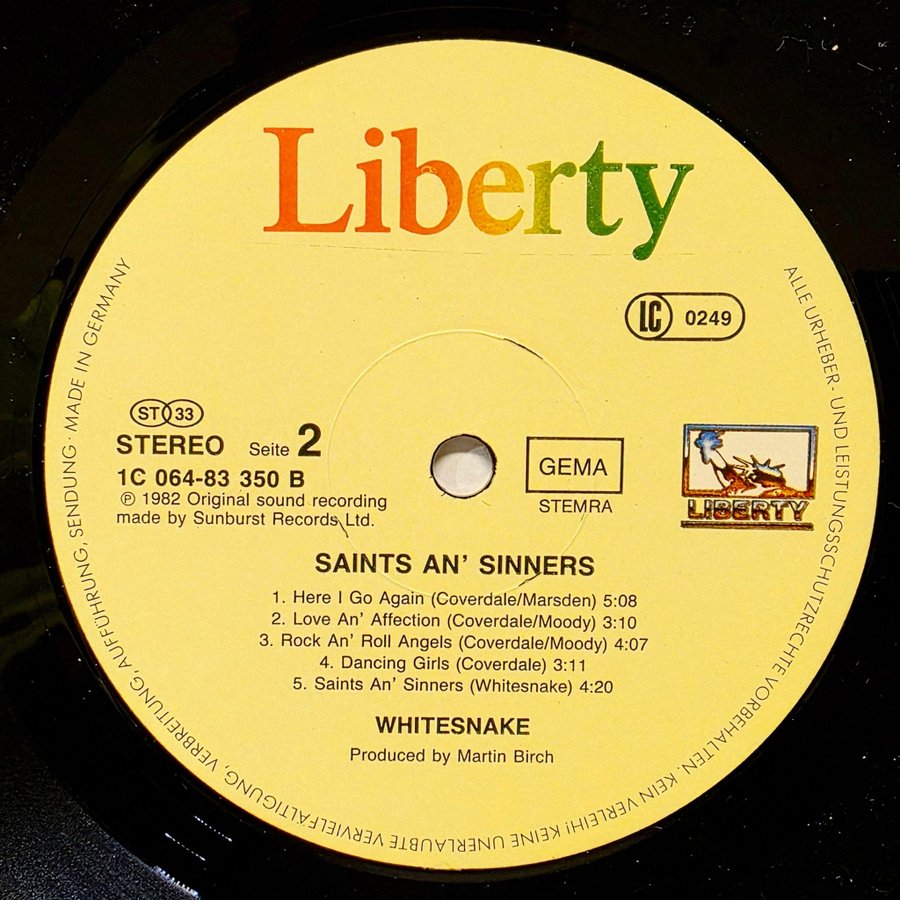 Liberty
LC 0249
ST 33
STEREO Seite 2
1C 064-83 350 B
℗ 1982 Original sound recording
made by Sunburst Records Ltd.
GEMA
STEMRA
LIBERTY
SAINTS AN' SINNERS
1. Here I Go Again (Coverdale/Marsden) 5:08
2. Love An' Affection (Coverdale/Moody) 3:10
3. Rock An' Roll Angels (Coverdale/Moody) 4:07
4. Dancing Girls (Coverdale) 3:11
5. Saints An' Sinners (Whitesnake) 4:20
WHITESNAKE
Produced by Martin Birch
ALLE URHEBER- UND LEISTUNGSSCHUTZRECHTE VORBEHALTEN. KEIN VERLEIH! KEINE UNERLAUBTE VERVIELFÄLTIGUNG, VERBREITUNG, AUFFÜHRUNG, SENDUNG · MADE IN GERMANY